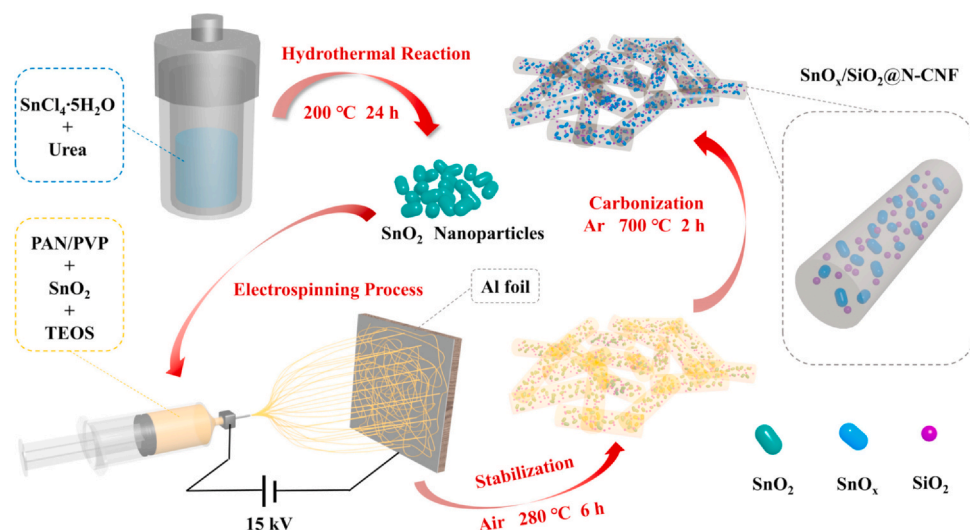 Hydrothermal Reaction
200 °C 24 h
SnCl₄·5H₂O
+
Urea
SnOₓ/SiO₂@N-CNF
SnO₂ Nanoparticles
Carbonization
Ar 700 °C 2 h
PAN/PVP
+
SnO₂
+
TEOS
Electrospinning Process
Al foil
15 kV
Stabilization
Air 280 °C 6 h
SnO₂
SnOₓ
SiO₂